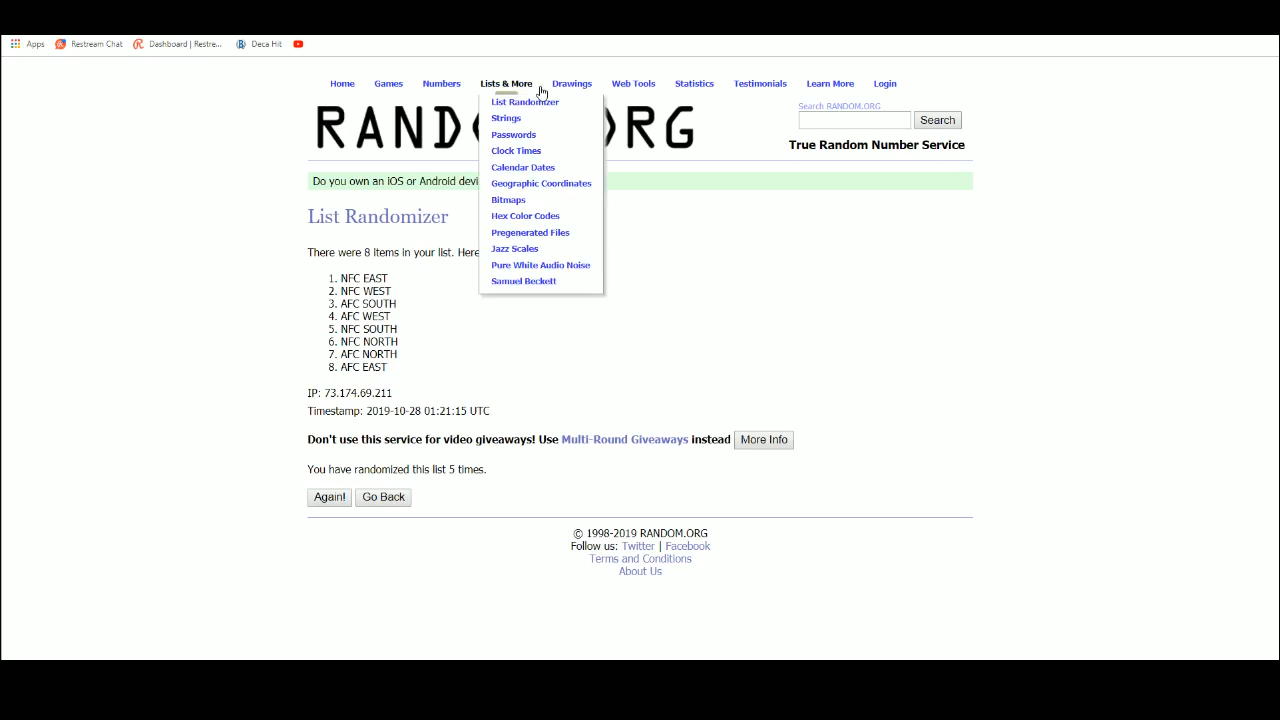 Apps Restream Chat Dashboard | Restre... Deca Hit
Home Games Numbers Lists & More Drawings Web Tools Statistics Testimonials Learn More Login
List Randomizer
Strings
Passwords
Clock Times
Calendar Dates
Geographic Coordinates
Bitmaps
Hex Color Codes
Pregenerated Files
Jazz Scales
Pure White Audio Noise
Samuel Beckett
RAND RG
Search RANDOM.ORG
Search
True Random Number Service
Do you own an iOS or Android devi
List Randomizer
There were 8 items in your list. Here
1. NFC EAST
2. NFC WEST
3. AFC SOUTH
4. AFC WEST
5. NFC SOUTH
6. NFC NORTH
7. AFC NORTH
8. AFC EAST
IP: 73.174.69.211
Timestamp: 2019-10-28 01:21:15 UTC
Don't use this service for video giveaways! Use Multi-Round Giveaways instead More Info
You have randomized this list 5 times.
Again! Go Back
© 1998-2019 RANDOM.ORG
Follow us: Twitter | Facebook
Terms and Conditions
About Us